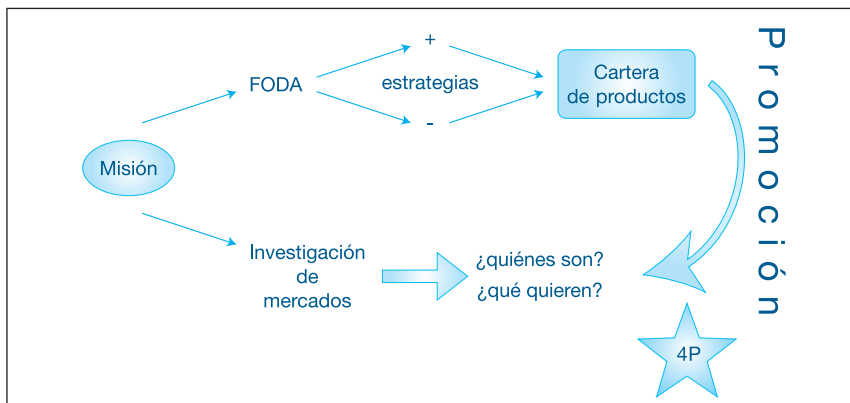 +
FODA
estrategias
-
Cartera
de productos
Misión
Investigación
de
mercados
¿quiénes son?
¿qué quieren?
4P
Promoción